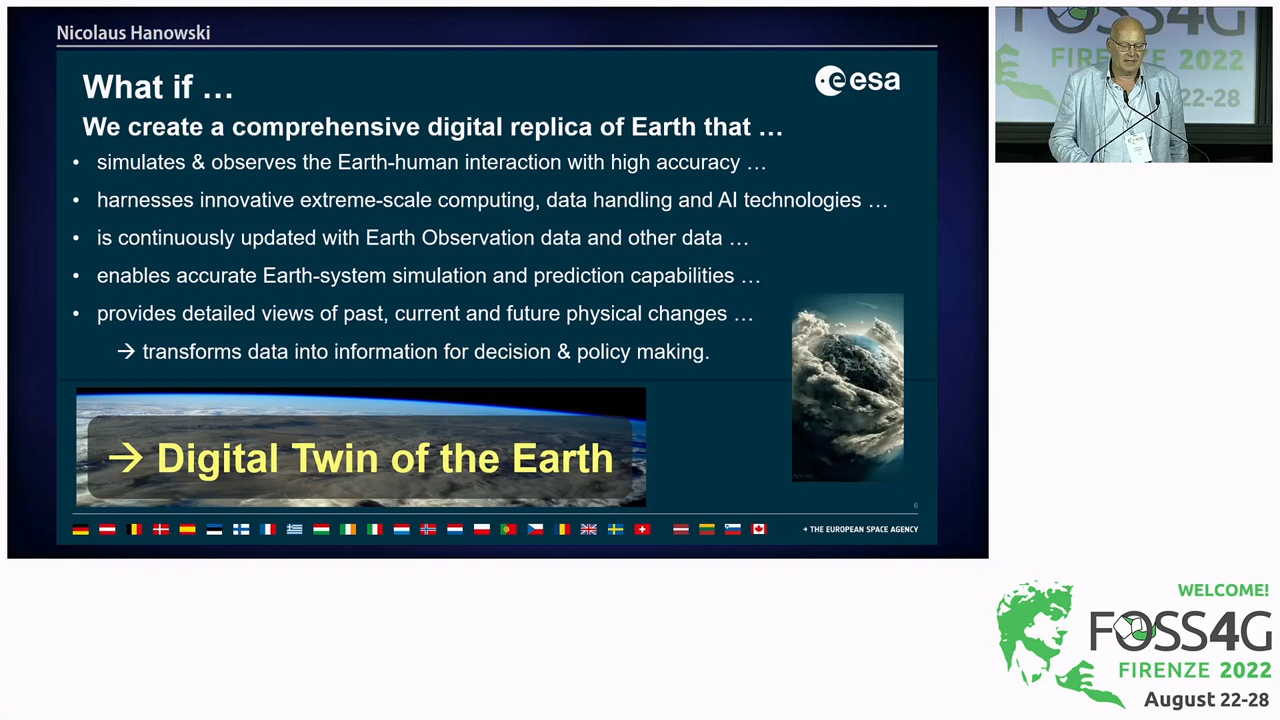 Nicolaus Hanowski
What if …
esa
We create a comprehensive digital replica of Earth that …
• simulates & observes the Earth-human interaction with high accuracy …
• harnesses innovative extreme-scale computing, data handling and AI technologies …
• is continuously updated with Earth Observation data and other data …
• enables accurate Earth-system simulation and prediction capabilities …
• provides detailed views of past, current and future physical changes …
→ transforms data into information for decision & policy making.
→ Digital Twin of the Earth
6
→ THE EUROPEAN SPACE AGENCY
FOSS4G
FIRENZE 2022
22-28
WELCOME!
FOSS4G
FIRENZE 2022
August 22-28